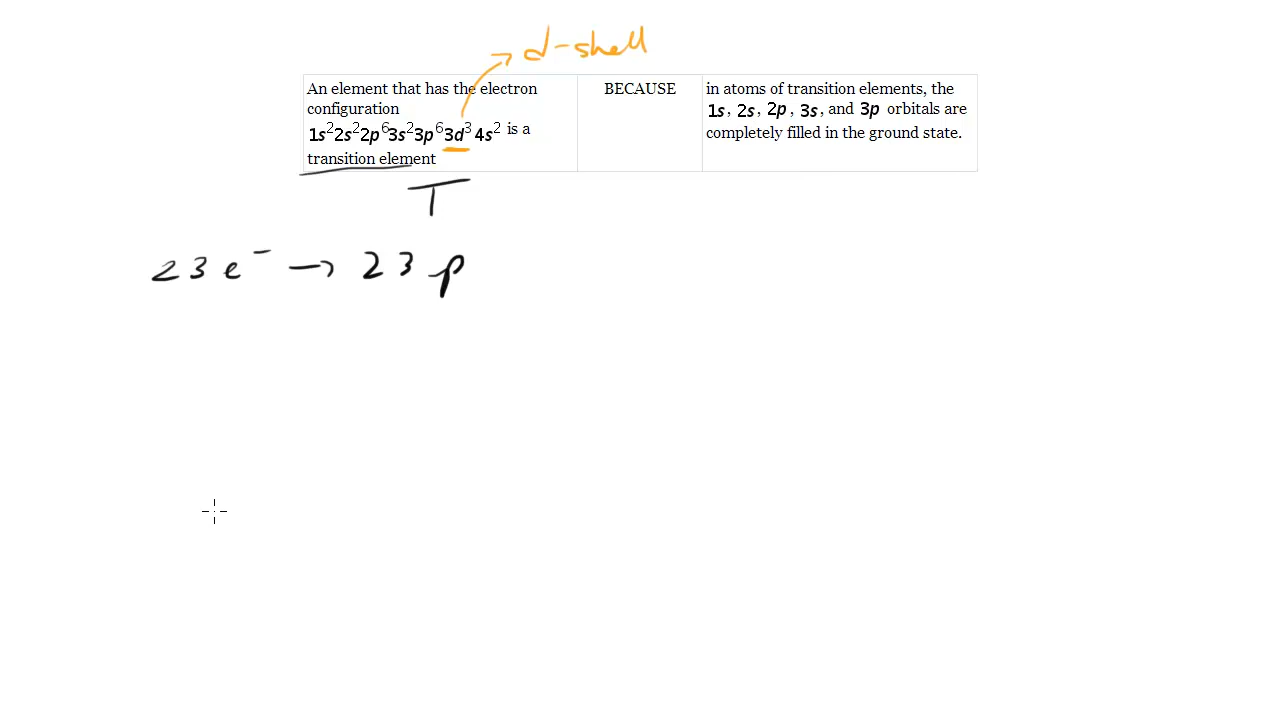 d-shell
An element that has the electron
configuration
1s²2s²2p⁶3s²3p⁶3d³4s² is a
transition element
BECAUSE
in atoms of transition elements, the
1s, 2s, 2p, 3s, and 3p orbitals are
completely filled in the ground state.
T
23 e⁻ → 23 p